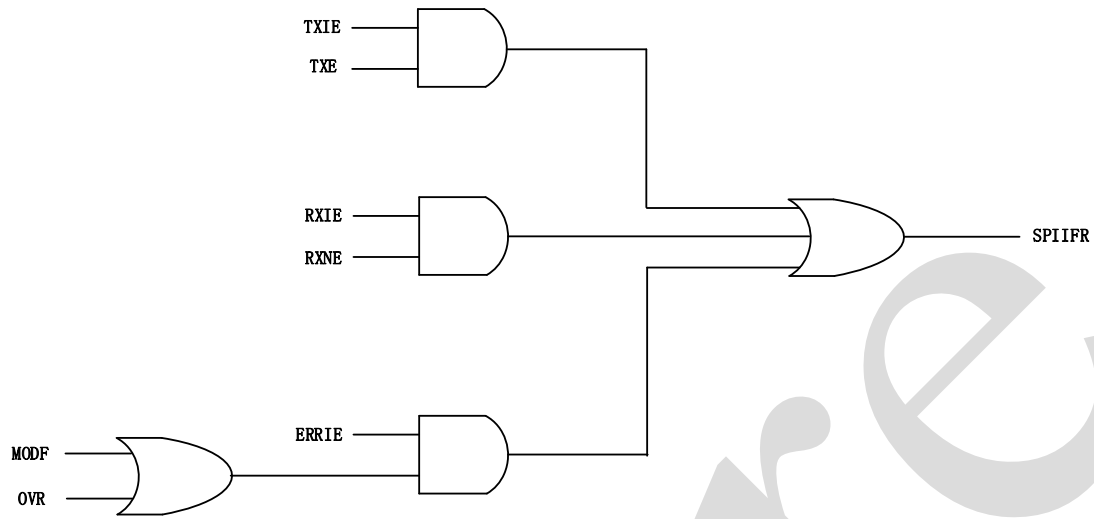 TXIE
TXE
RXIE
RXNE
SPIIFR
ERRIE
MODF
OVR